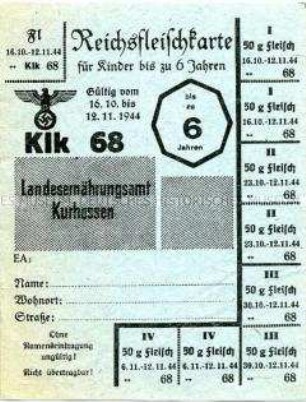 Fl
16.10.-12.11.44
•• Klk 68
Reichsfleischkarte
für Kinder bis zu 6 Jahren
Gültig vom
16. 10. bis
12. 11. 1944
Klk 68
bis
zu
6
Jahren
Landesernährungsamt
Kurhessen
EA:
Name:
Wohnort:
Straße:
Ohne
Namenseintragung
ungültig!
Nicht übertragbar!
I
50 g Fleisch
16.10.-12.11.44
•• 68
I
50 g Fleisch
16.10.-12.11.44
•• 68
II
50 g Fleisch
23.10.-12.11.44
•• 68
II
50 g Fleisch
23.10.-12.11.44
•• 68
III
50 g Fleisch
30.10.-12.11.44
•• 68
IV
50 g Fleisch
6.11.-12.11.44
•• 68
IV
50 g Fleisch
6.11.-12.11.44
•• 68
III
50 g Fleisch
30.10.-12.11.44
•• 68